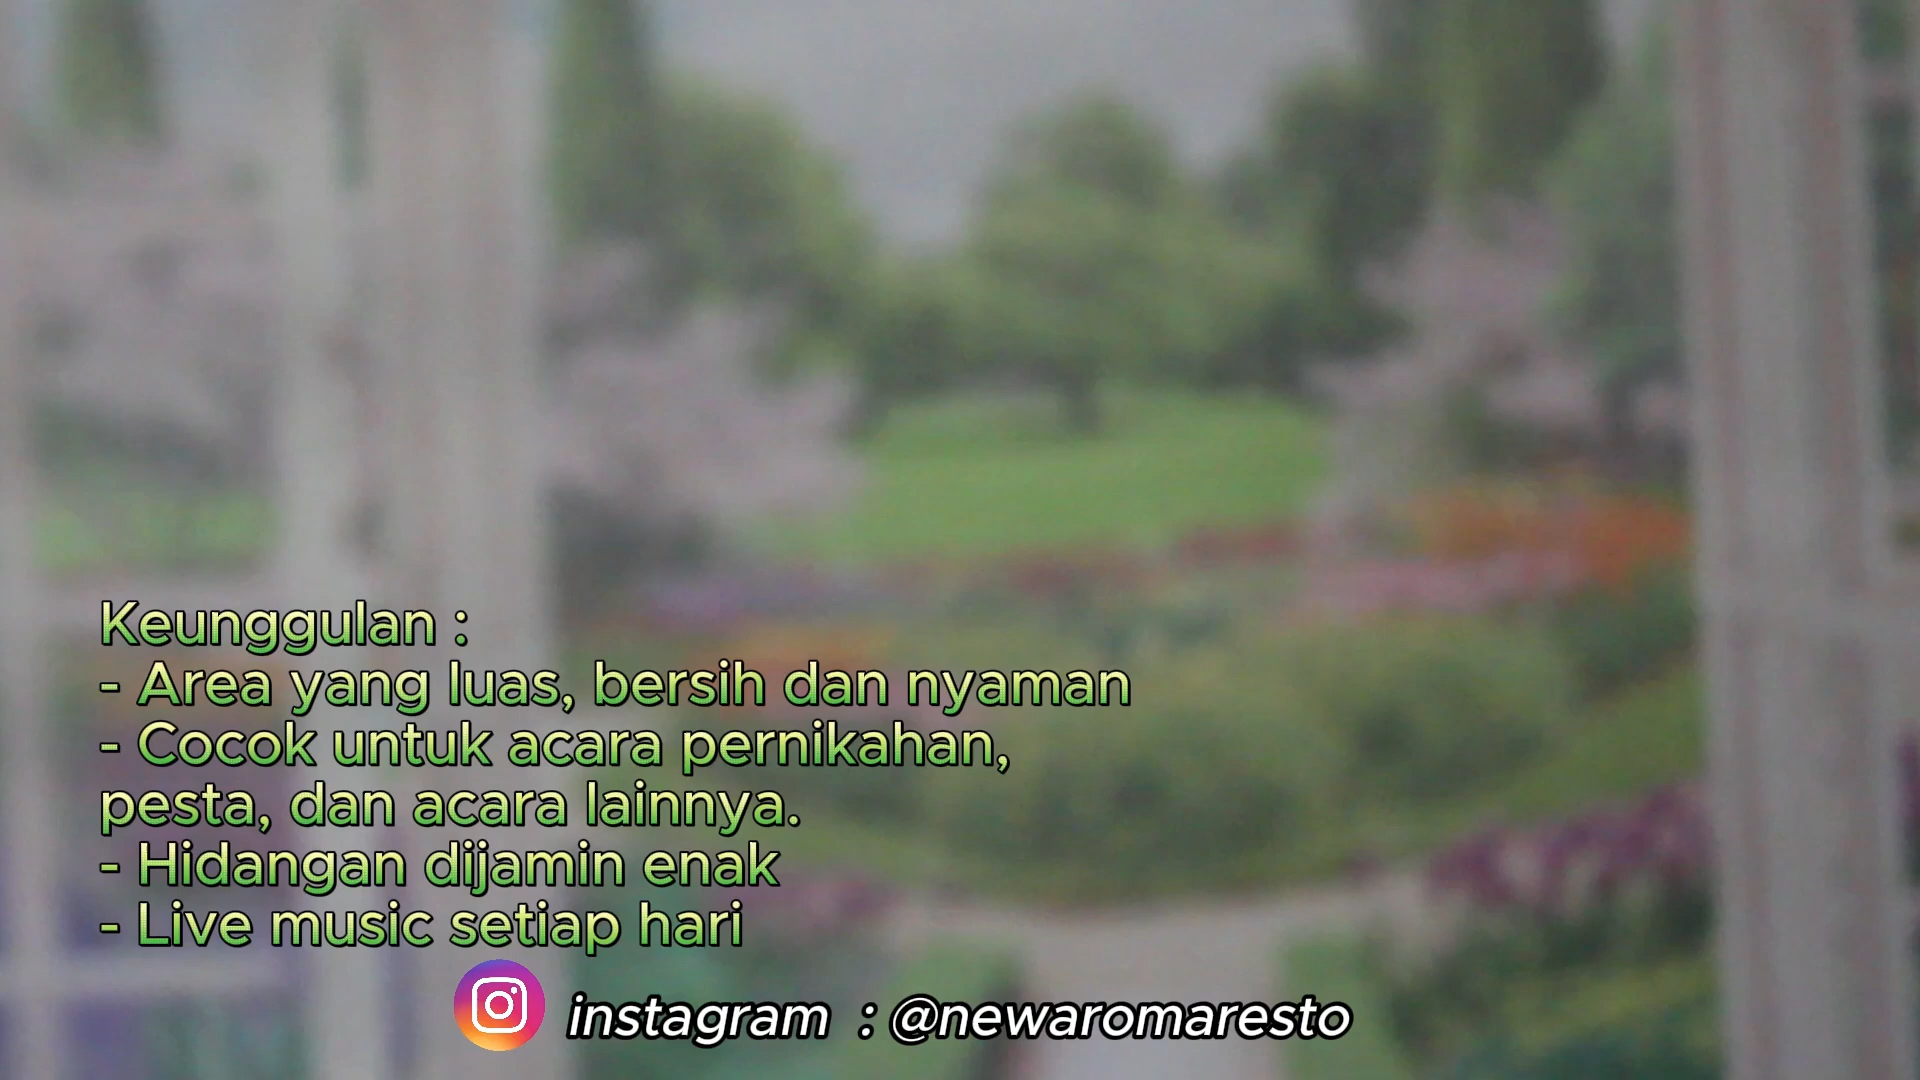 Keunggulan :
- Area yang luas, bersih dan nyaman
- Cocok untuk acara pernikahan,
pesta, dan acara lainnya.
- Hidangan dijamin enak
- Live music setiap hari
instagram : @newaromaresto